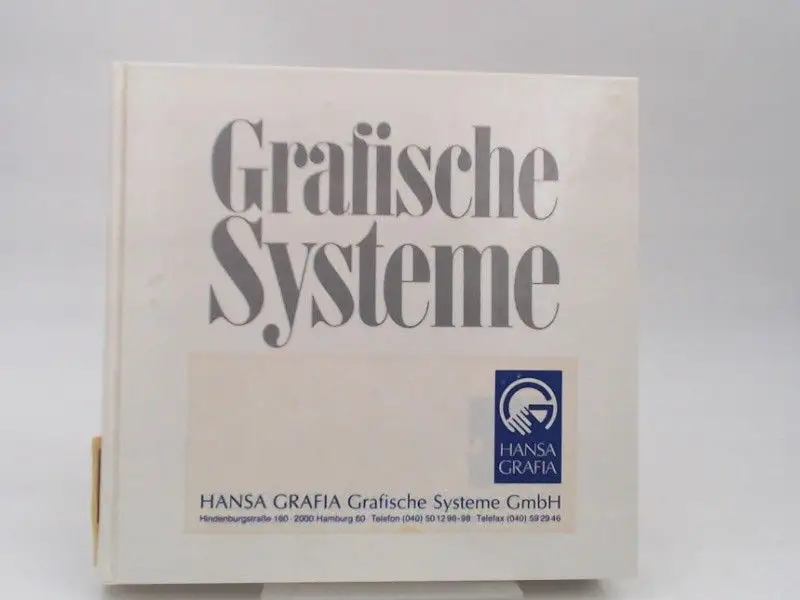 Grafische
Systeme
HANSA
GRAFIA
HANSA GRAFIA Grafische Systeme GmbH
Hindenburgstraße 160 · 2000 Hamburg 60 Telefon (040) 50 12 96-98 Telefax (040) 59 29 46